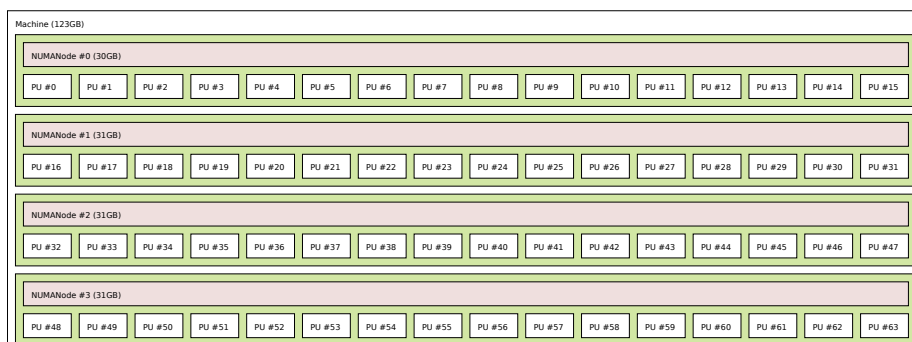 Machine (123GB)
NUMANode #0 (30GB)
PU #0 PU #1 PU #2 PU #3 PU #4 PU #5 PU #6 PU #7 PU #8 PU #9 PU #10 PU #11 PU #12 PU #13 PU #14 PU #15
NUMANode #1 (31GB)
PU #16 PU #17 PU #18 PU #19 PU #20 PU #21 PU #22 PU #23 PU #24 PU #25 PU #26 PU #27 PU #28 PU #29 PU #30 PU #31
NUMANode #2 (31GB)
PU #32 PU #33 PU #34 PU #35 PU #36 PU #37 PU #38 PU #39 PU #40 PU #41 PU #42 PU #43 PU #44 PU #45 PU #46 PU #47
NUMANode #3 (31GB)
PU #48 PU #49 PU #50 PU #51 PU #52 PU #53 PU #54 PU #55 PU #56 PU #57 PU #58 PU #59 PU #60 PU #61 PU #62 PU #63